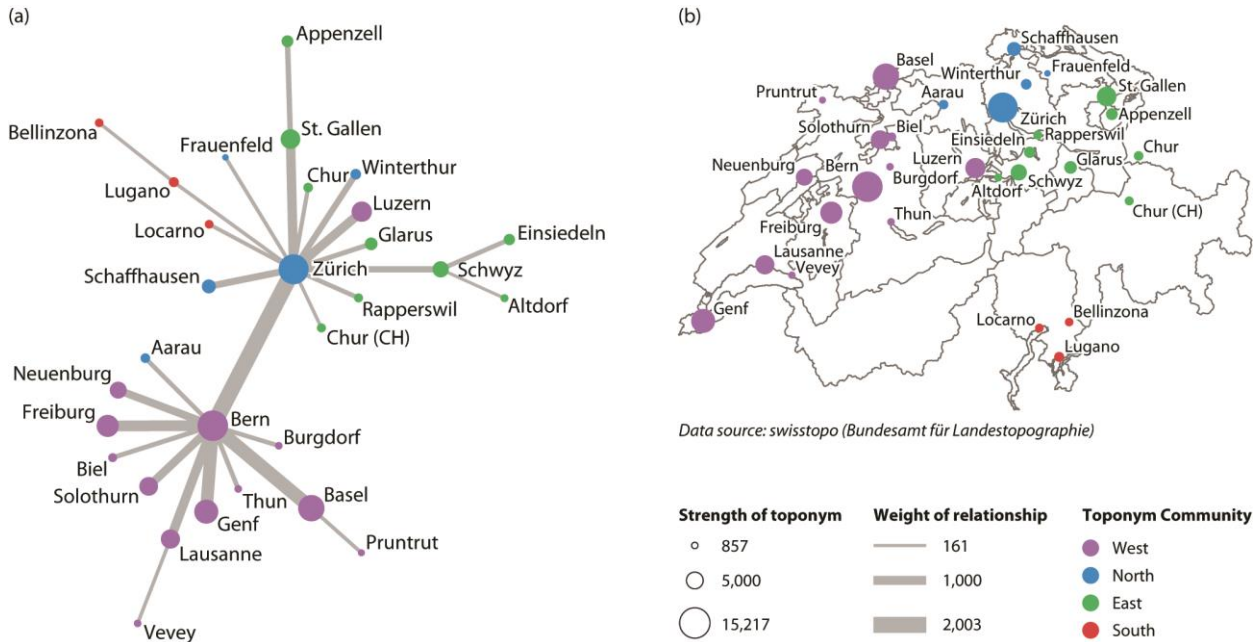 (a)
Appenzell
Bellinzona
St. Gallen
Frauenfeld
Winterthur
Lugano
Chur
Luzern
Locarno
Glarus
Einsiedeln
Zürich
Schwyz
Schaffhausen
Rapperswil
Altdorf
Chur (CH)
Aarau
Neuenburg
Freiburg
Bern
Burgdorf
Biel
Solothurn
Thun
Basel
Genf
Lausanne
Pruntrut
Vevey
(b)
Schaffhausen
Basel
Frauenfeld
Winterthur
St. Gallen
Pruntrut
Aarau
Appenzell
Zürich
Solothurn
Biel
Rapperswil
Einsiedeln
Chur
Neuenburg
Bern
Luzern
Glarus
Burgdorf
Schwyz
Altdorf
Chur (CH)
Thun
Freiburg
Lausanne
Vevey
Genf
Locarno
Bellinzona
Lugano
Data source: swisstopo (Bundesamt für Landestopographie)
Strength of toponym
857
5,000
15,217
Weight of relationship
161
1,000
2,003
Toponym Community
West
North
East
South